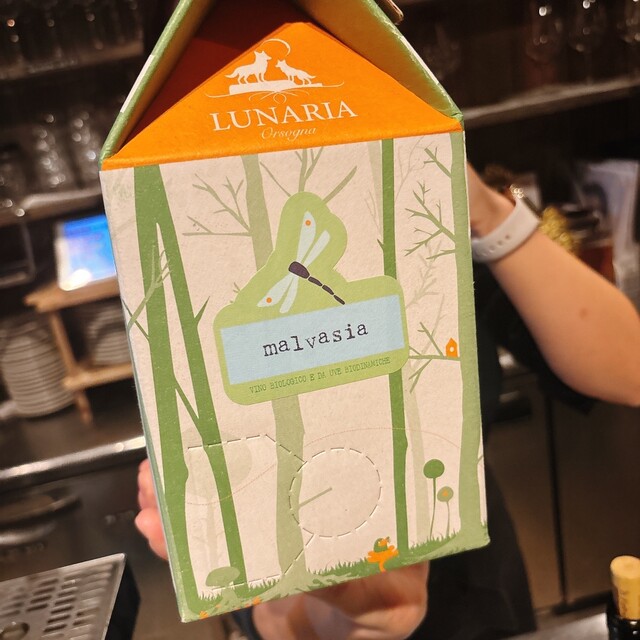 LUNARIA
Orsogna
malvasia
VINO BIOLOGICO E DA UVE BIODINAMICHE